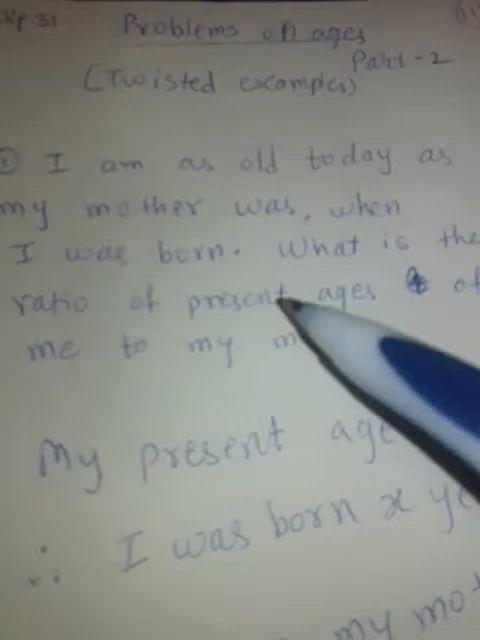 Problems on ages
Part-2
(Twisted examples)
I am as old today as
my mother was, when
I was born. What is the
ratio of present ages of
me to my
My present age
∴ I was born x
my